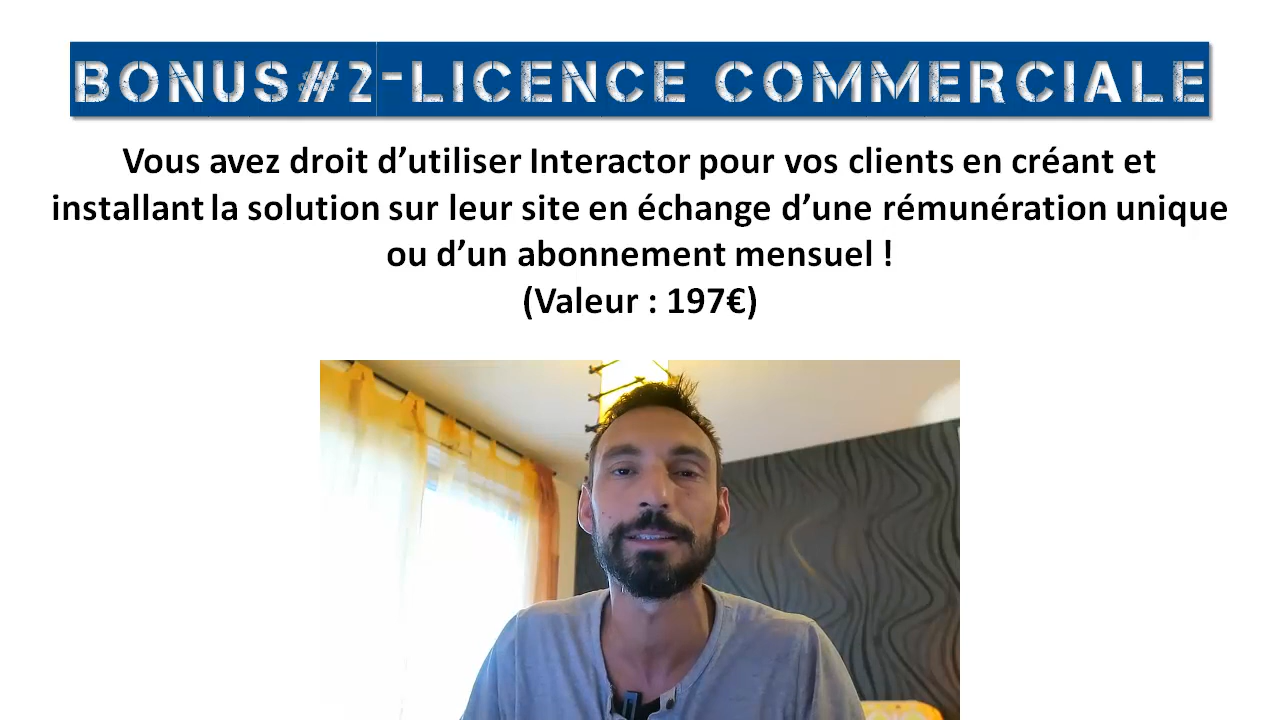 BONUS#2-LICENCE COMMERCIALE
Vous avez droit d’utiliser Interactor pour vos clients en créant et
installant la solution sur leur site en échange d’une rémunération unique
ou d’un abonnement mensuel !
(Valeur : 197€)